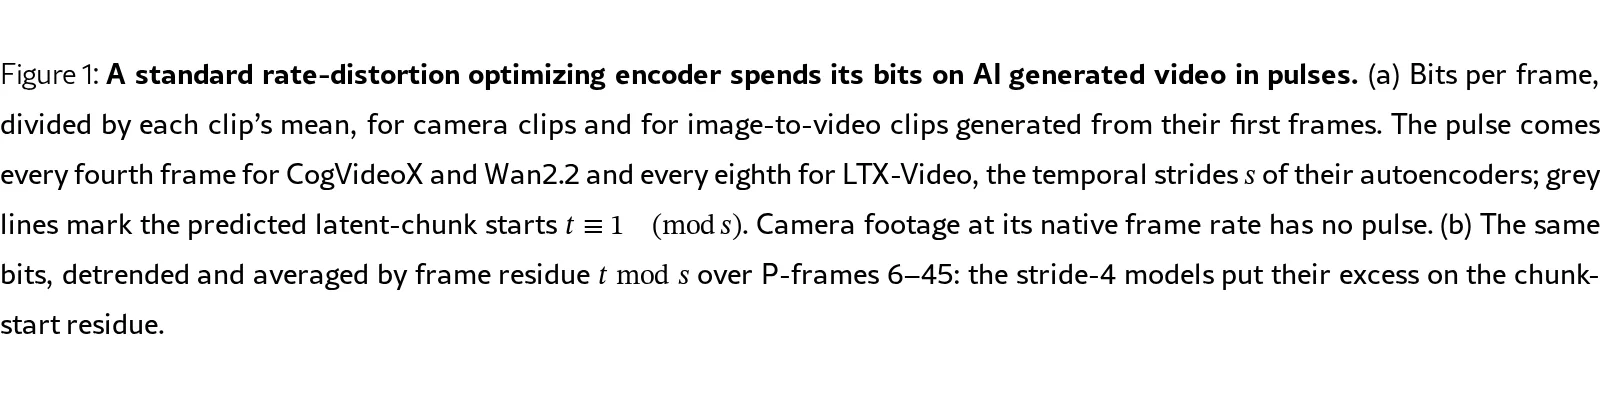 Figure 1: A standard rate-distortion optimizing encoder spends its bits on AI generated video in pulses. (a) Bits per frame,
divided by each clip's mean, for camera clips and for image-to-video clips generated from their first frames. The pulse comes
every fourth frame for CogVideoX and Wan2.2 and every eighth for LTX-Video, the temporal strides s of their autoencoders; grey
lines mark the predicted latent-chunk starts t ≡ 1 (mod s). Camera footage at its native frame rate has no pulse. (b) The same
bits, detrended and averaged by frame residue t mod s over P-frames 6–45: the stride-4 models put their excess on the chunk-
start residue.